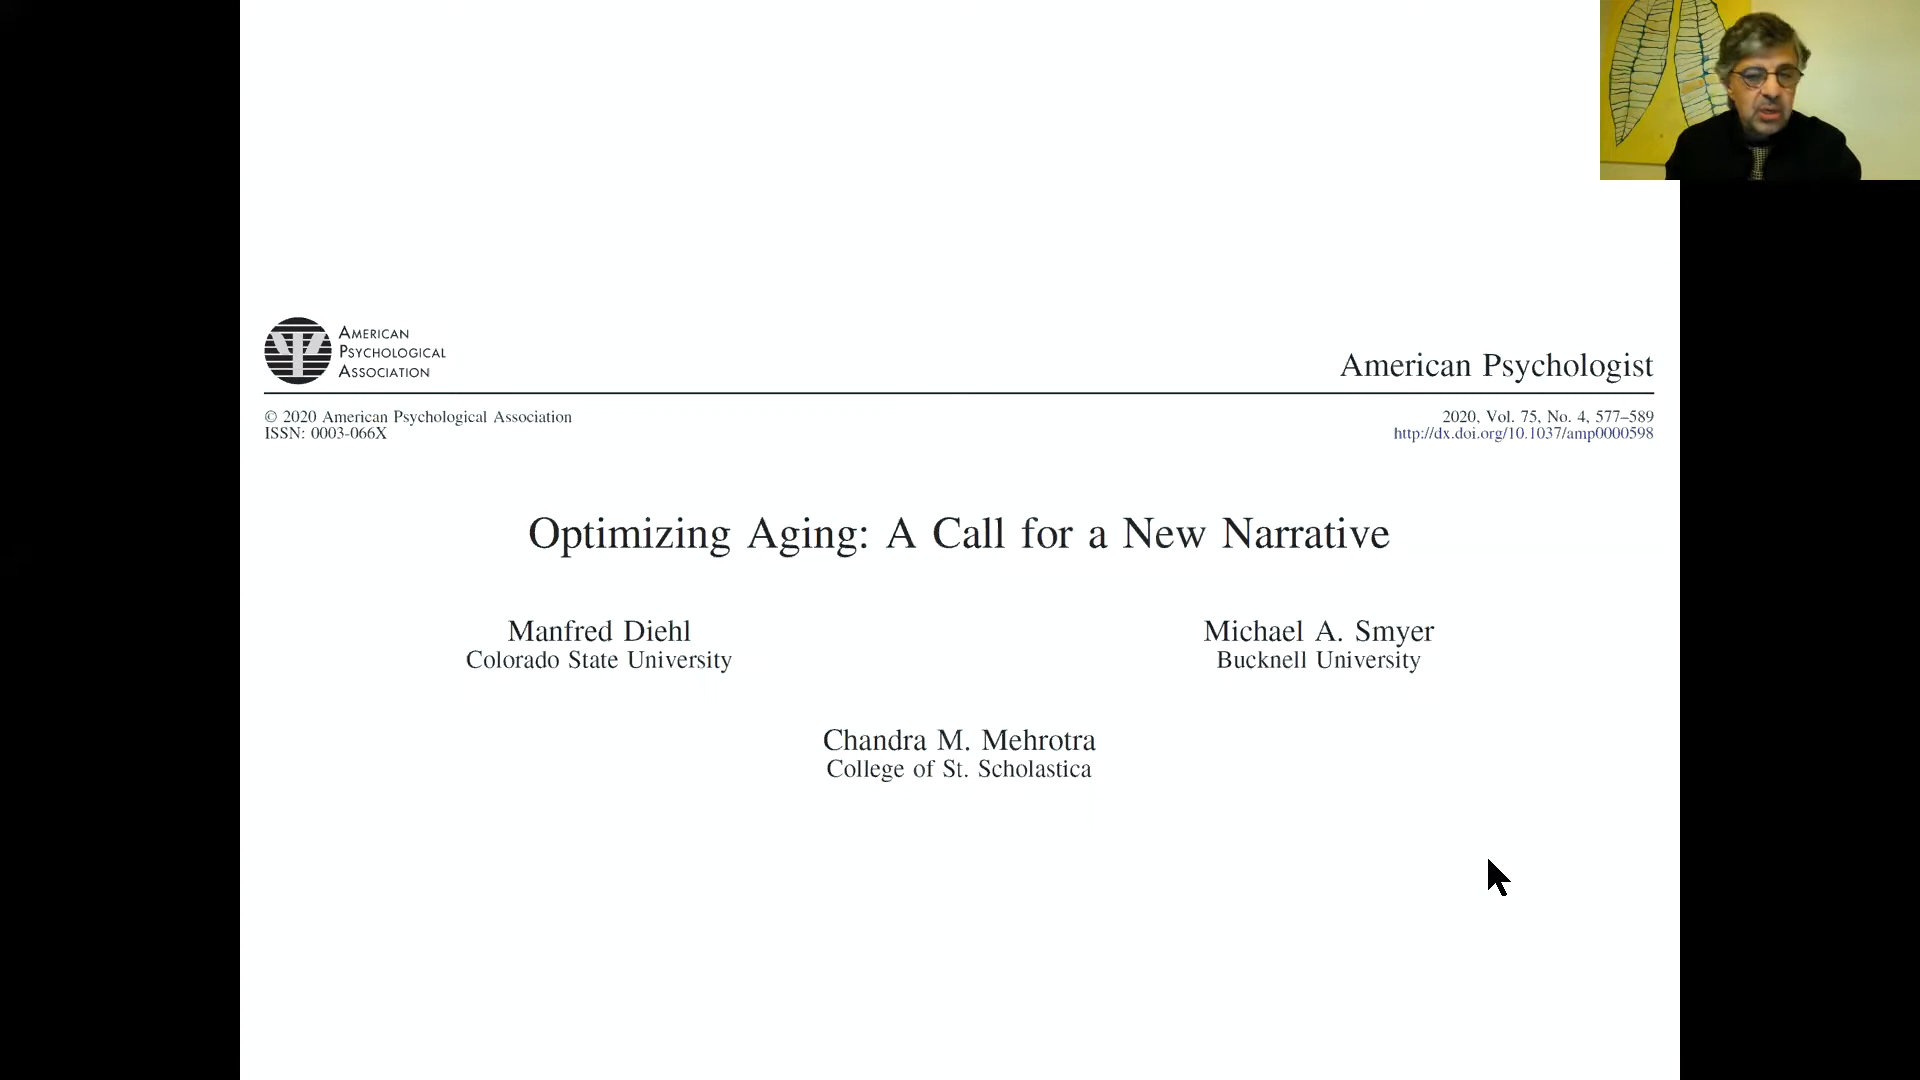 AMERICAN
PSYCHOLOGICAL
ASSOCIATION
American Psychologist
© 2020 American Psychological Association
ISSN: 0003-066X
2020, Vol. 75, No. 4, 577–589
http://dx.doi.org/10.1037/amp0000598
Optimizing Aging: A Call for a New Narrative
Manfred Diehl
Colorado State University
Michael A. Smyer
Bucknell University
Chandra M. Mehrotra
College of St. Scholastica